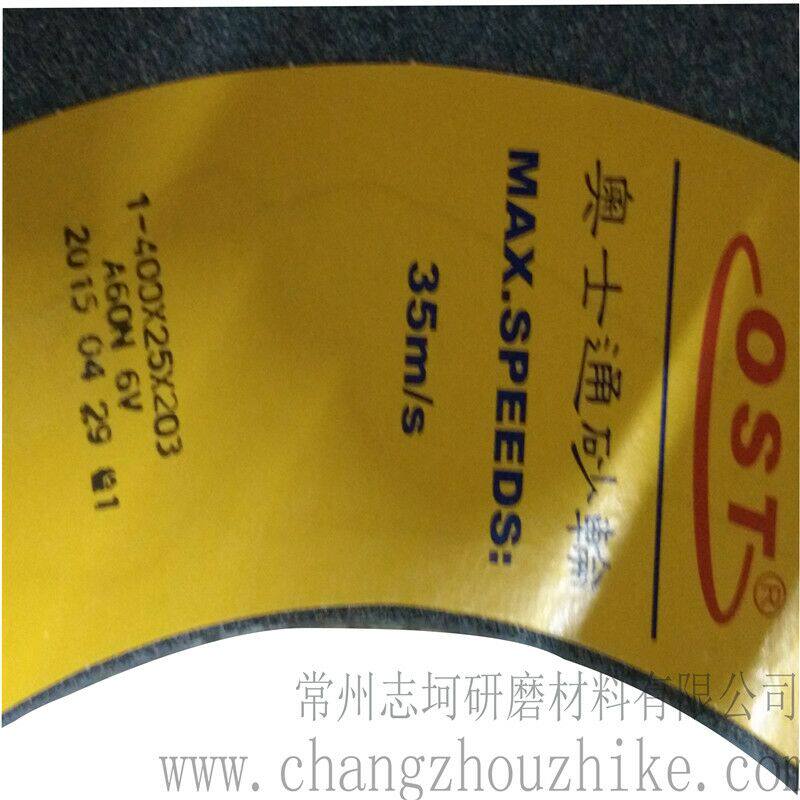 OST®
奥士通砂轮
MAX.SPEEDS:
35m/s
1-400X25X203
A60N 6V
2015 04 29
常州志坷研磨材料有限公司
www.changzhouzhike.com